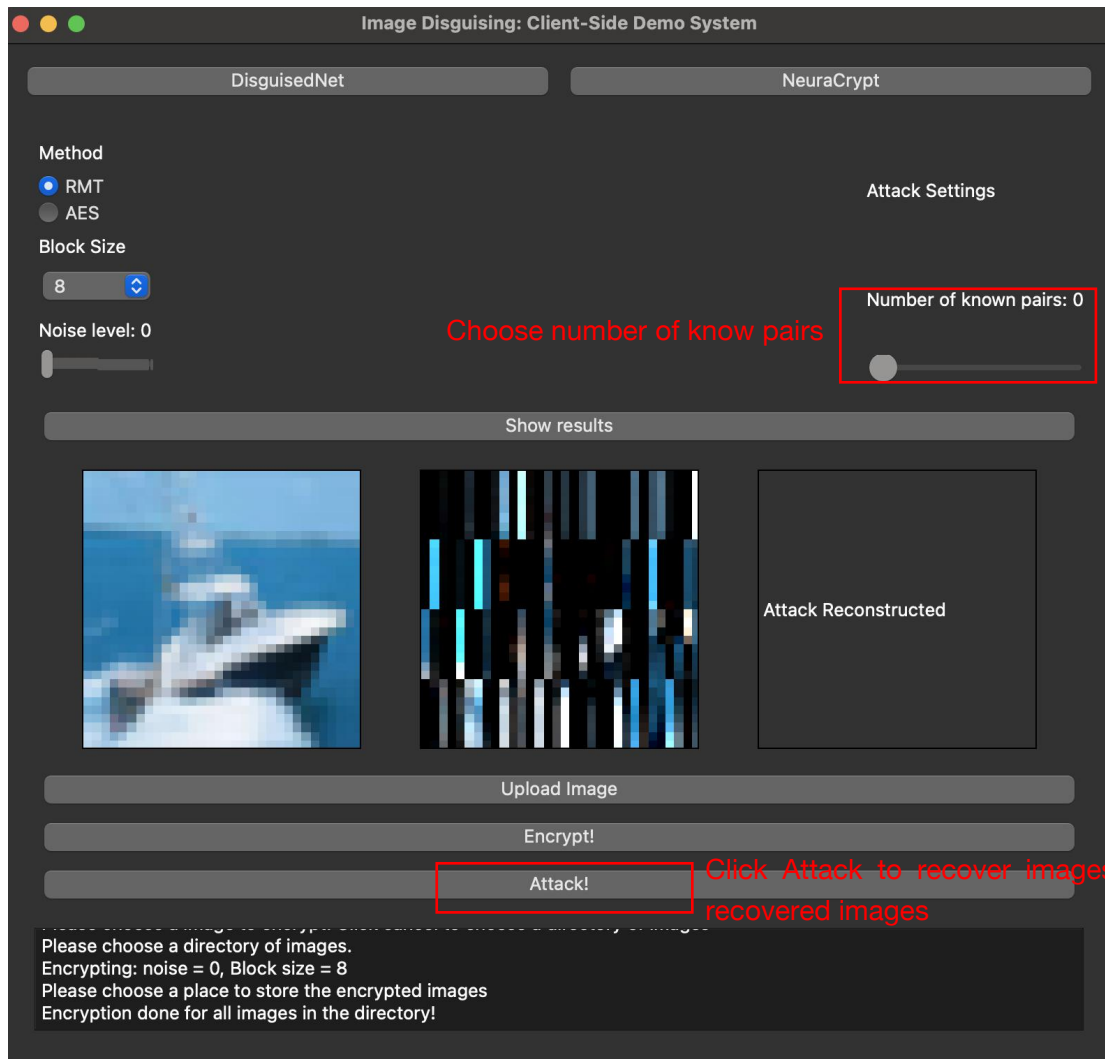 Image Disguising: Client-Side Demo System
DisguisedNet
NeuraCrypt
Method
RMT
AES
Attack Settings
Block Size
8
Number of known pairs: 0
Noise level: 0
Choose number of know pairs
Show results
Attack Reconstructed
Upload Image
Encrypt!
Attack!
Click Attack to recover images
recovered images
Please choose a directory of images.
Encrypting: noise = 0, Block size = 8
Please choose a place to store the encrypted images
Encryption done for all images in the directory!